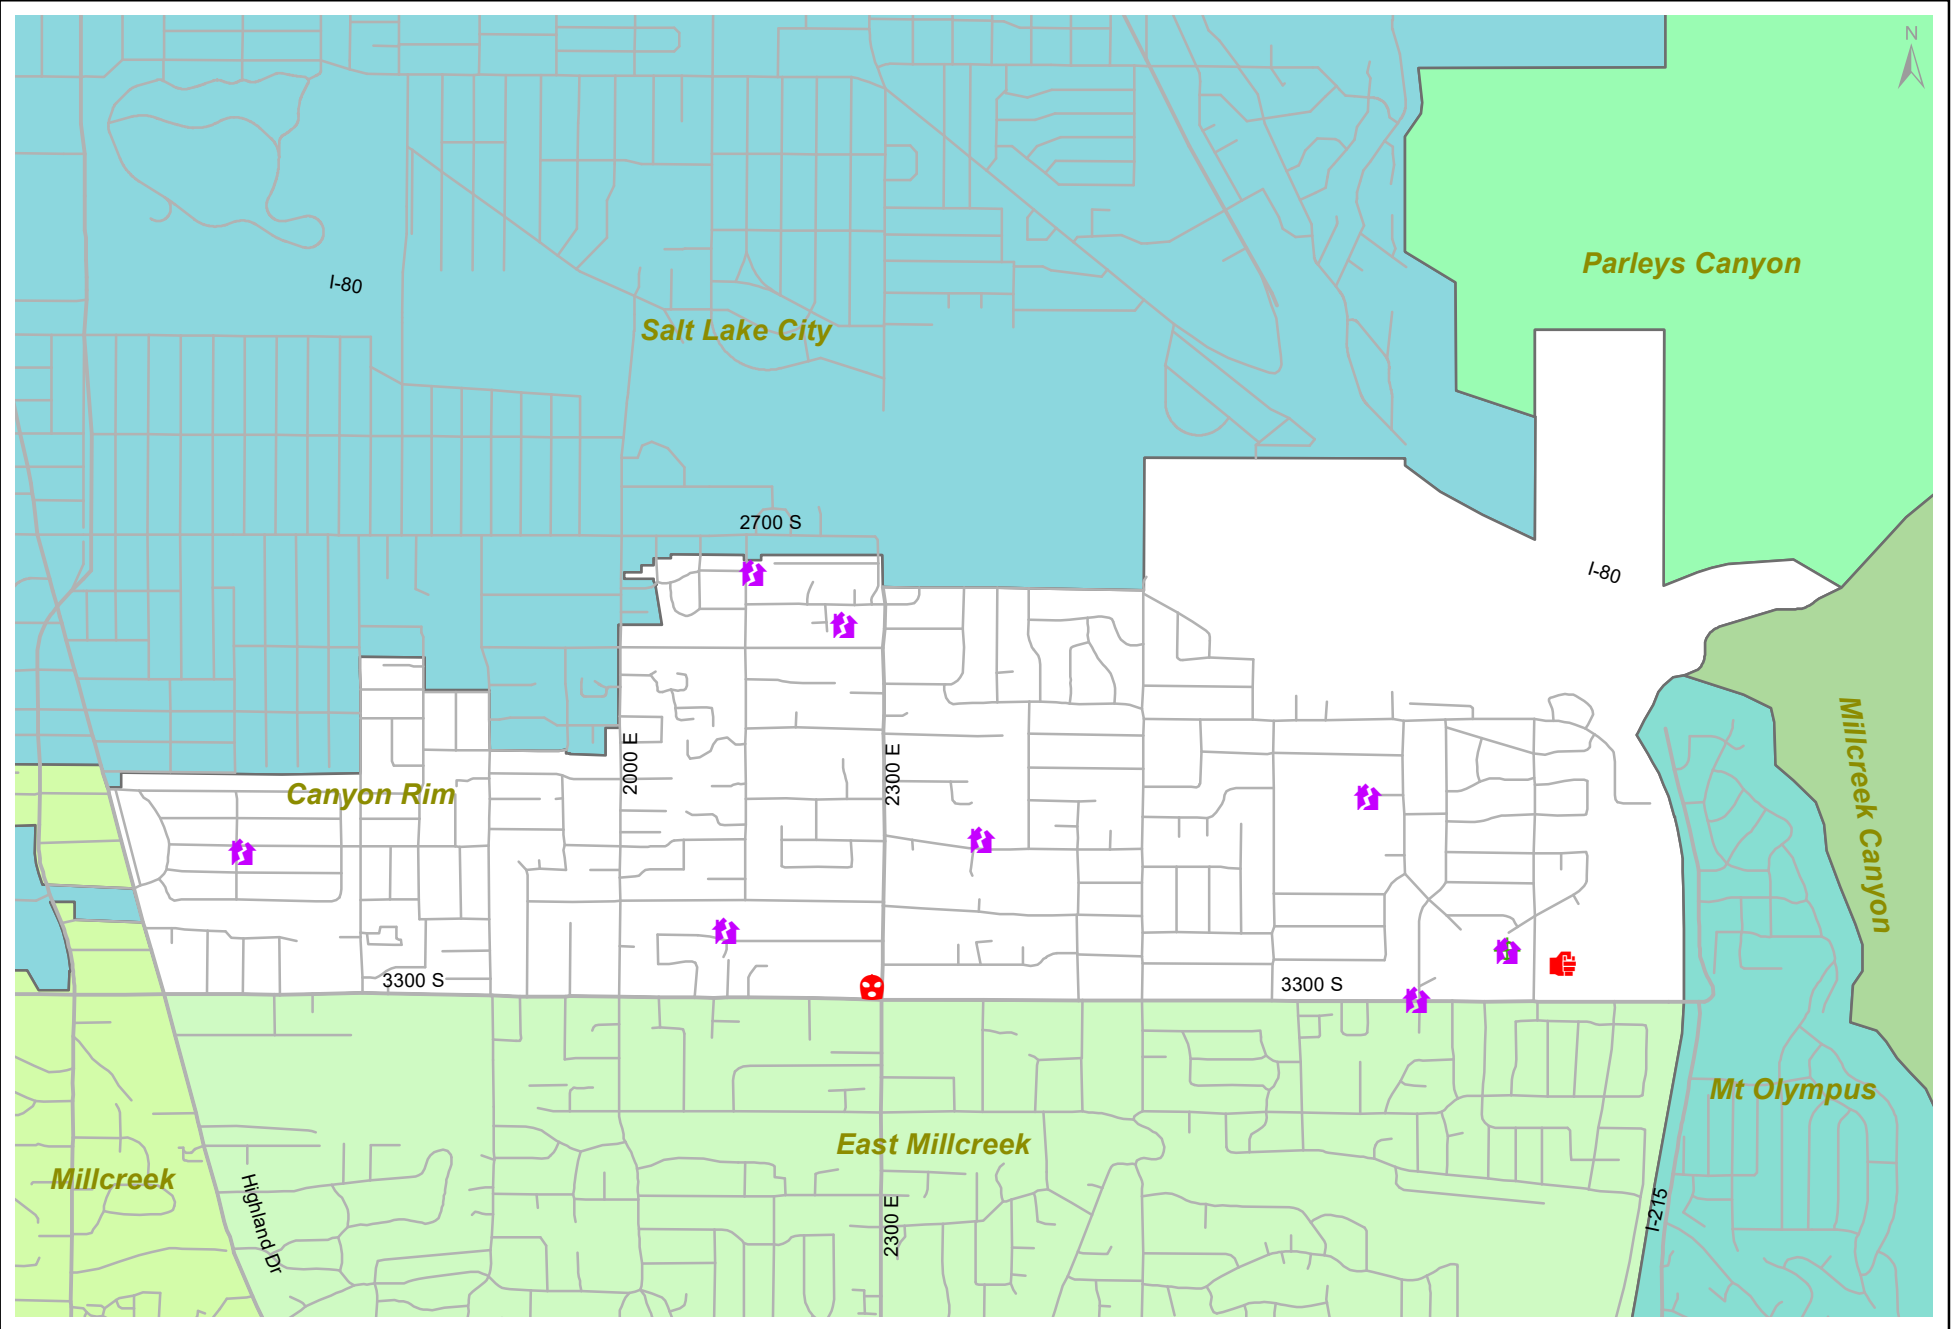 N
Parleys Canyon
I-80
Salt Lake City
2700 S
I-80
2000 E
2300 E
Canyon Rim
Millcreek Canyon
3300 S
3300 S
Mt Olympus
East Millcreek
Millcreek
Highland Dr
2300 E
I-215